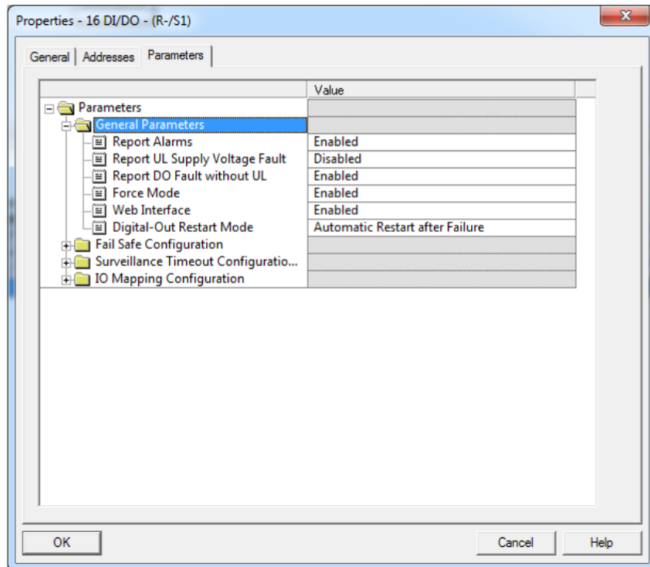 Properties - 16 DI/DO - (R-/S1)
General Addresses Parameters
Value
Parameters
General Parameters
Report Alarms Enabled
Report UL Supply Voltage Fault Disabled
Report DO Fault without UL Enabled
Force Mode Enabled
Web Interface Enabled
Digital-Out Restart Mode Automatic Restart after Failure
Fail Safe Configuration
Surveillance Timeout Configuratio...
IO Mapping Configuration
OK Cancel Help